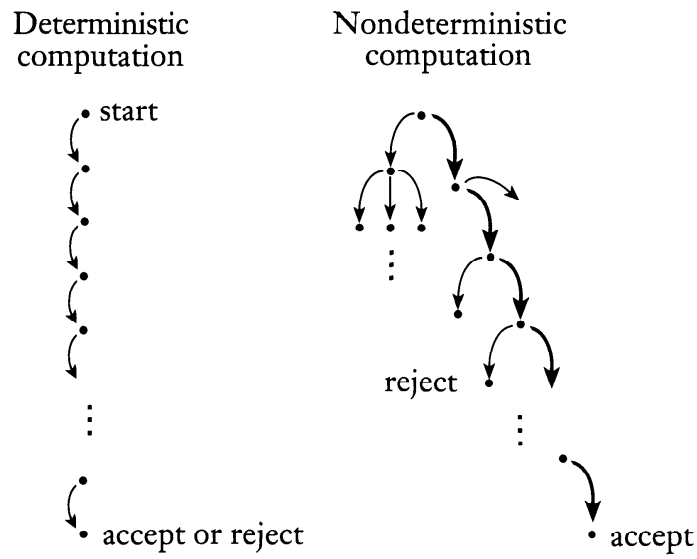 Deterministic
computation
Nondeterministic
computation
start
reject
accept or reject
accept